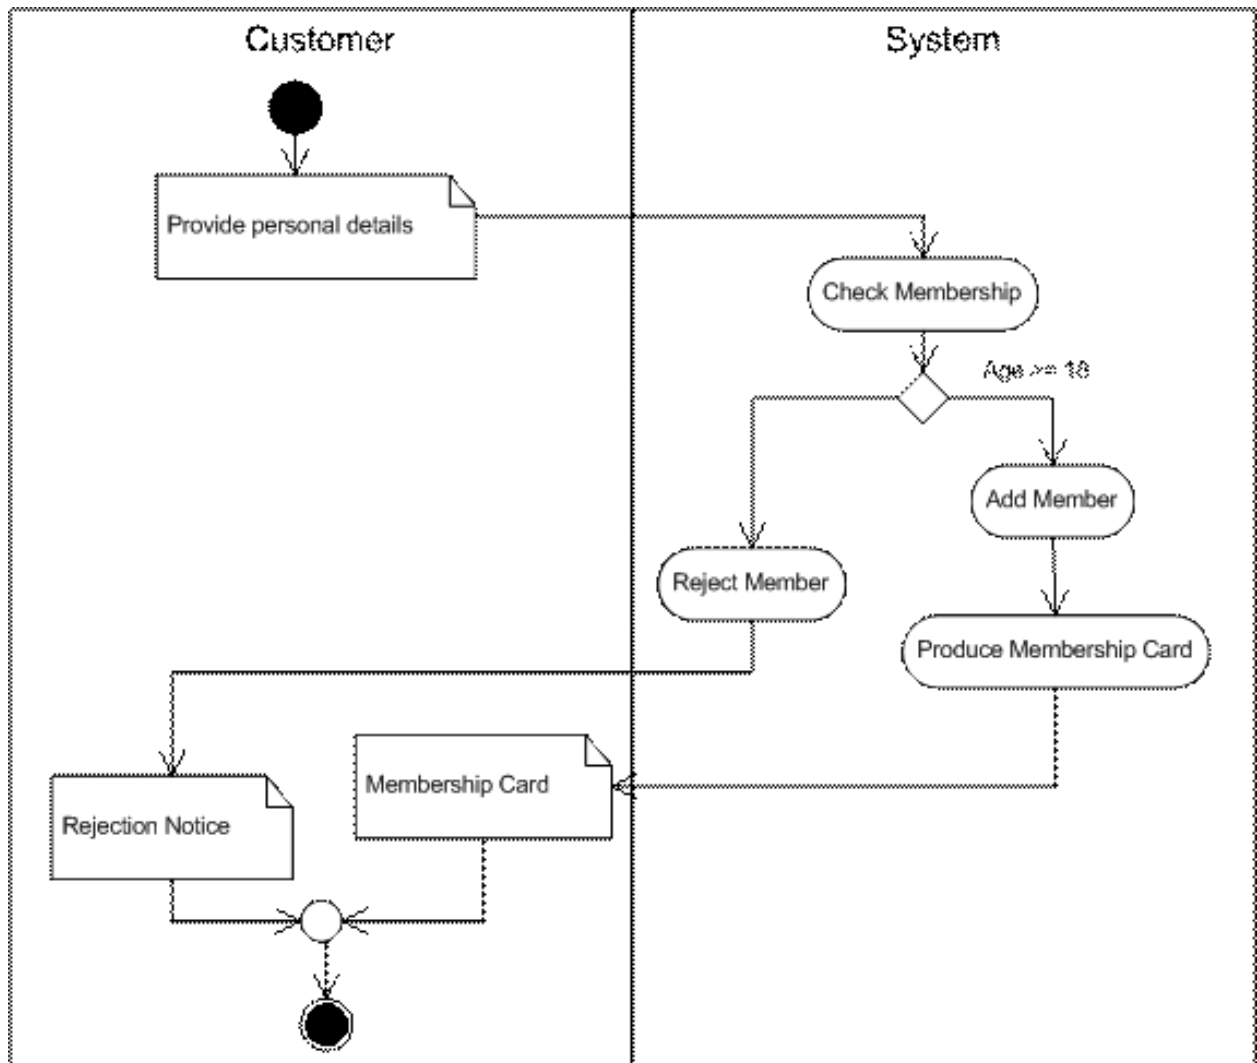 Customer
System
Provide personal details
Check Membership
Age >= 18
Add Member
Reject Member
Produce Membership Card
Membership Card
Rejection Notice